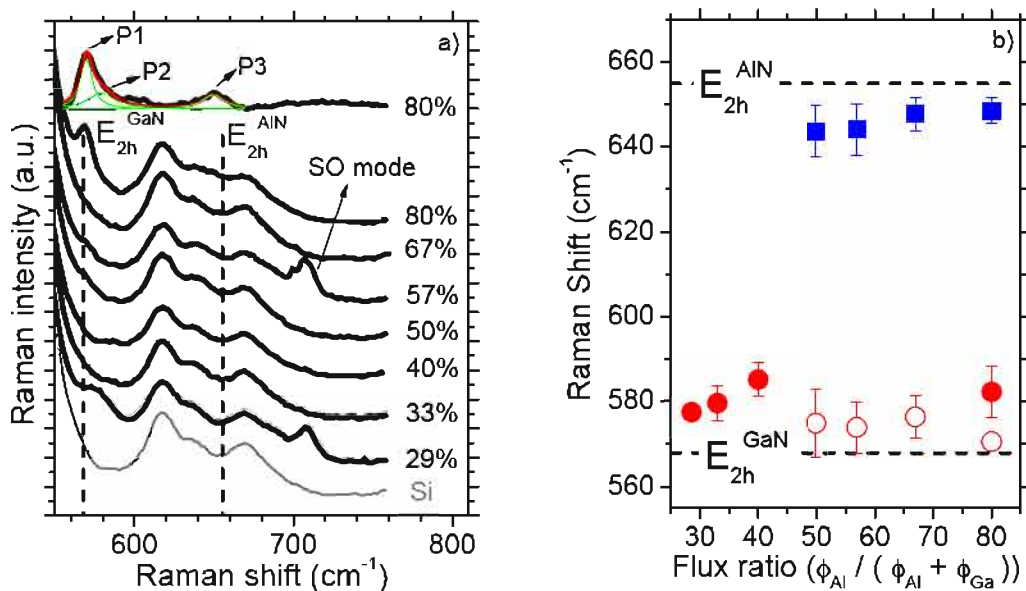 P1
a)
P2
P3
80%
E2h GaN
E2h AlN
SO mode
80%
67%
57%
50%
40%
33%
29%
Si
Raman intensity (a.u.)
600
700
800
Raman shift (cm-1)
b)
E2h AlN
E2h GaN
660
640
620
600
580
560
Raman Shift (cm-1)
30
40
50
60
70
80
Flux ratio (ϕAl / ( ϕAl + ϕGa))